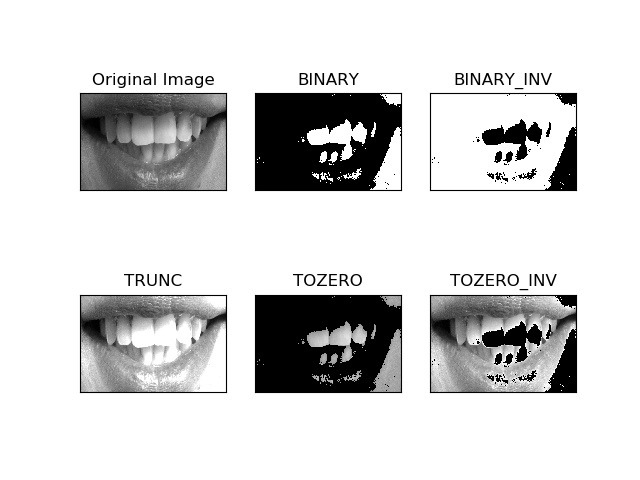 Original Image
BINARY
BINARY_INV
TRUNC
TOZERO
TOZERO_INV